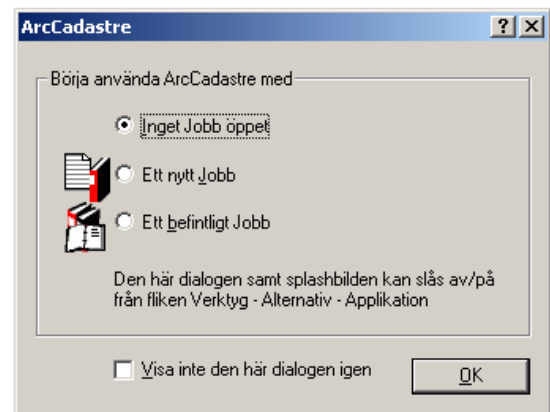 ArcCadastre
Börja använda ArcCadastre med
Inget Jobb öppet
Ett nytt Jobb
Ett befintligt Jobb
Den här dialogen samt splashbilden kan slås av/på
från fliken Verktyg - Alternativ - Applikation
Visa inte den här dialogen igen
OK